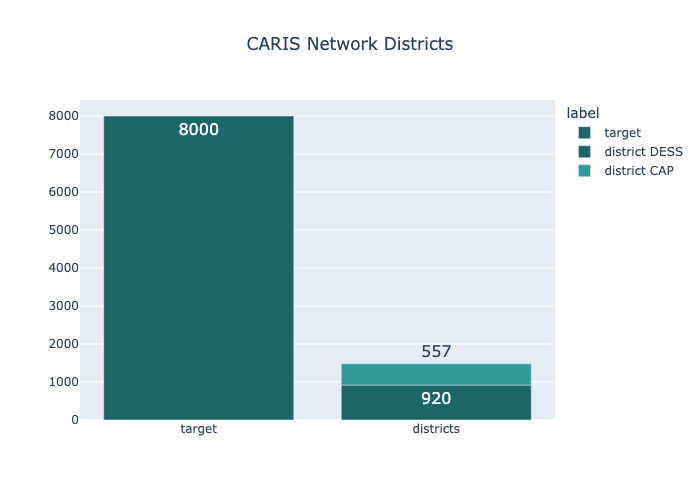 CARIS Network Districts
label
target
district DESS
district CAP
8000
7000
6000
5000
4000
3000
2000
1000
0
8000
557
920
target
districts